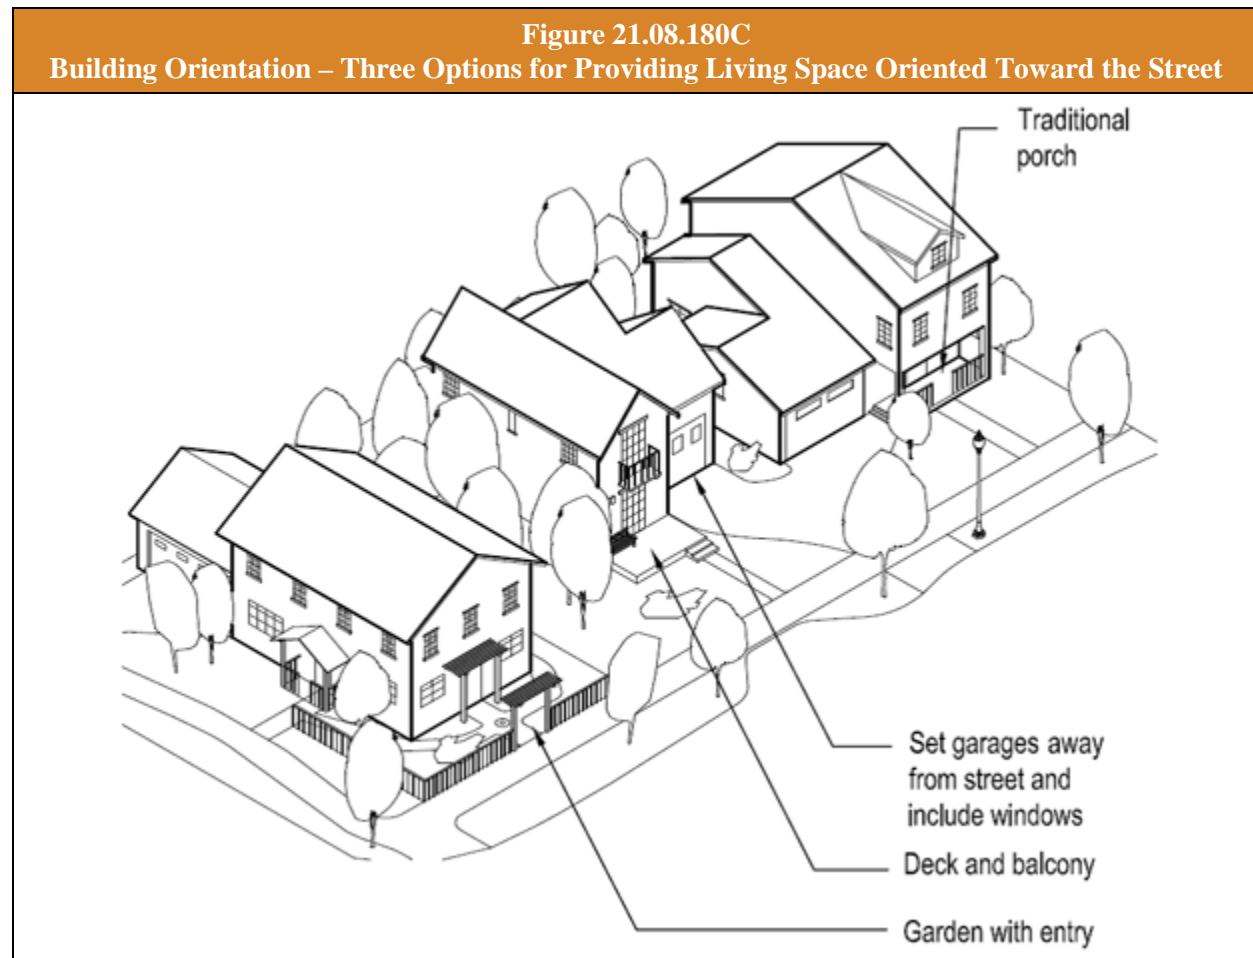 Figure 21.08.180C
Building Orientation – Three Options for Providing Living Space Oriented Toward the Street
Traditional
porch
Set garages away
from street and
include windows
Deck and balcony
Garden with entry